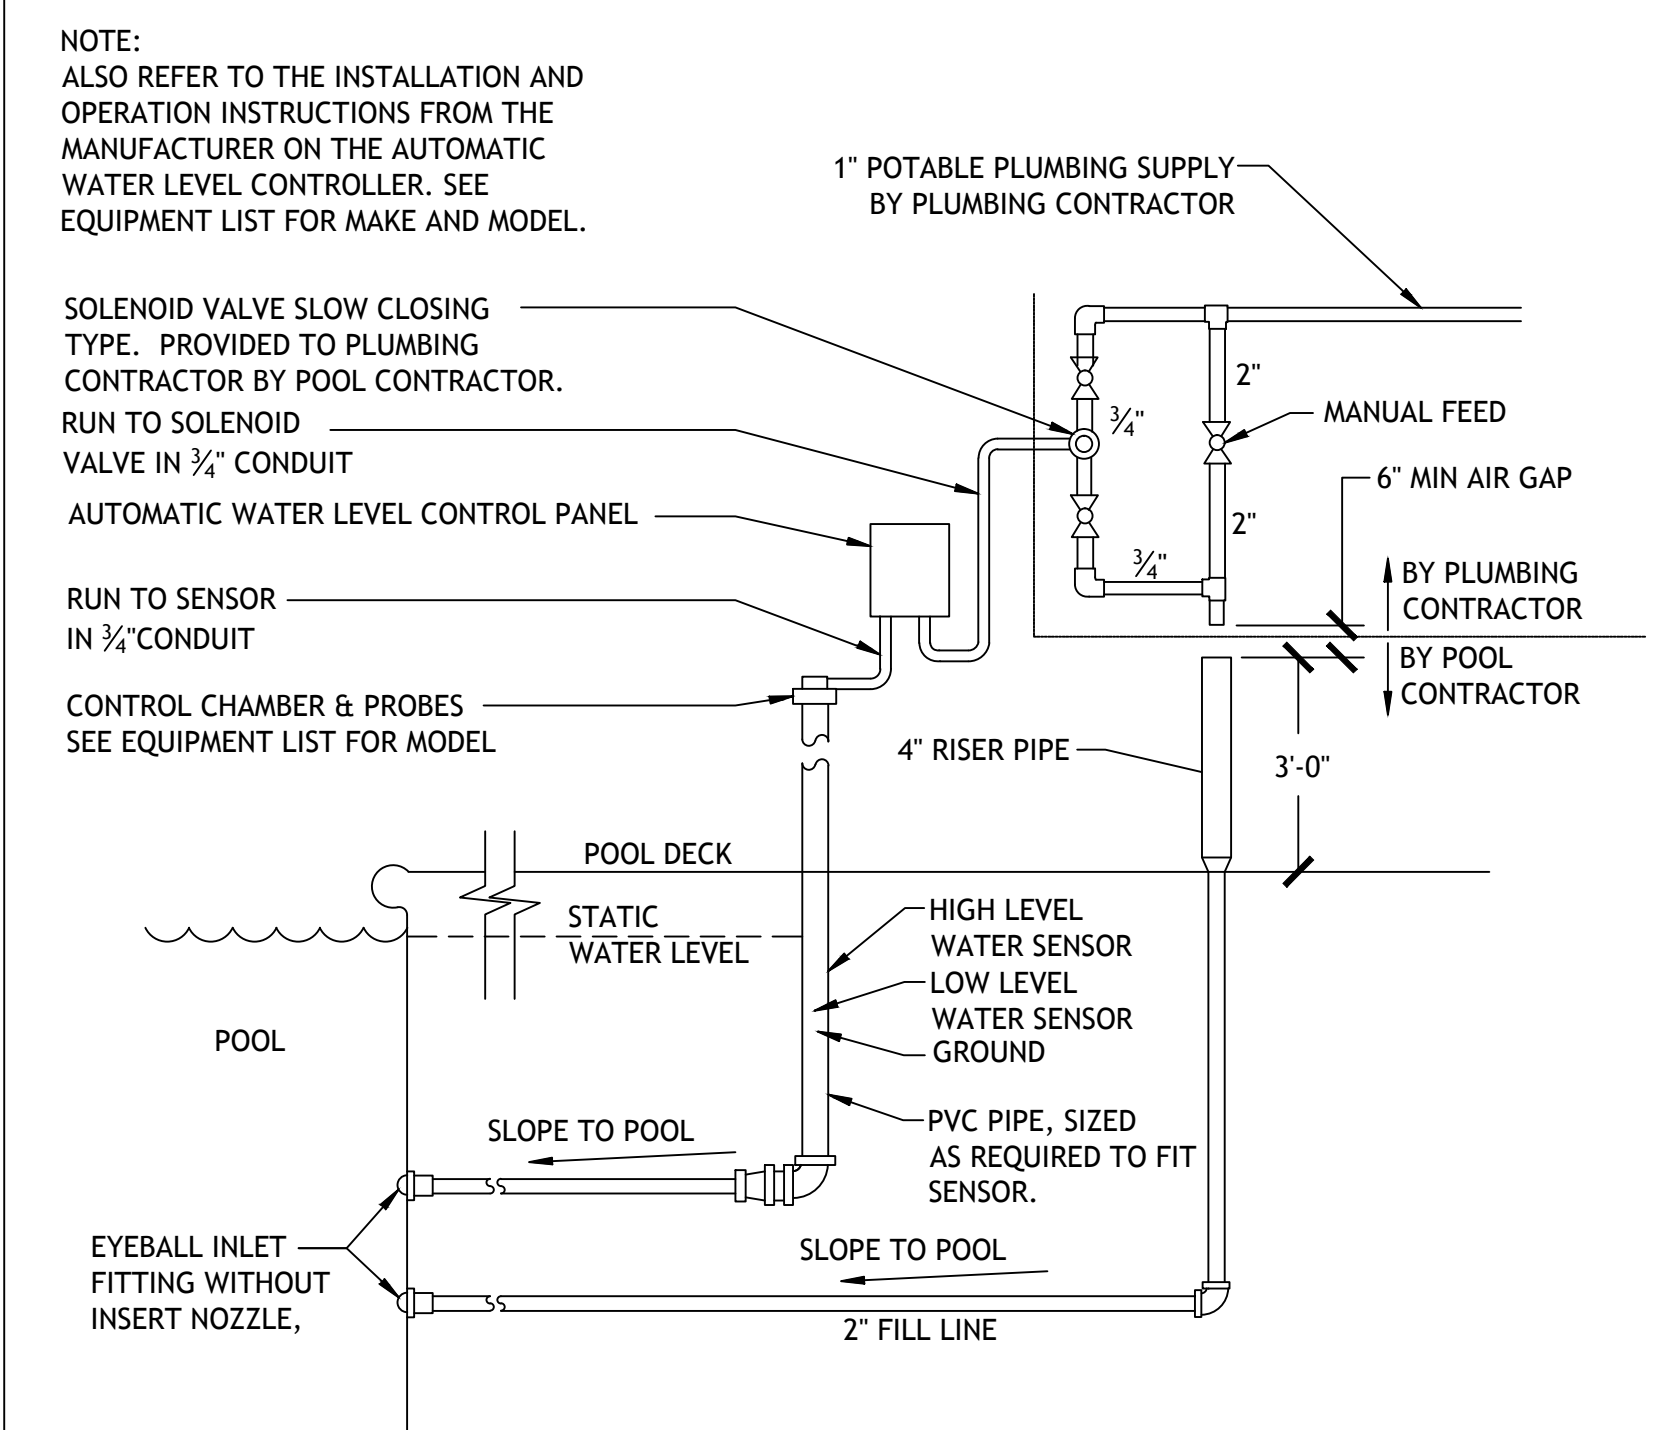 NOTE:
ALSO REFER TO THE INSTALLATION AND
OPERATION INSTRUCTIONS FROM THE
MANUFACTURER ON THE AUTOMATIC
WATER LEVEL CONTROLLER. SEE
EQUIPMENT LIST FOR MAKE AND MODEL.
1" POTABLE PLUMBING SUPPLY
BY PLUMBING CONTRACTOR
SOLENOID VALVE SLOW CLOSING
TYPE. PROVIDED TO PLUMBING
CONTRACTOR BY POOL CONTRACTOR.
RUN TO SOLENOID
VALVE IN ¾" CONDUIT
AUTOMATIC WATER LEVEL CONTROL PANEL
RUN TO SENSOR
IN ¾"CONDUIT
CONTROL CHAMBER & PROBES
SEE EQUIPMENT LIST FOR MODEL
2"
¾"
MANUAL FEED
6" MIN AIR GAP
2"
¾"
BY PLUMBING
CONTRACTOR
BY POOL
CONTRACTOR
4" RISER PIPE
3'-0"
POOL DECK
STATIC
WATER LEVEL
HIGH LEVEL
WATER SENSOR
LOW LEVEL
WATER SENSOR
GROUND
POOL
PVC PIPE, SIZED
AS REQUIRED TO FIT
SENSOR.
SLOPE TO POOL
EYEBALL INLET
FITTING WITHOUT
INSERT NOZZLE,
SLOPE TO POOL
2" FILL LINE